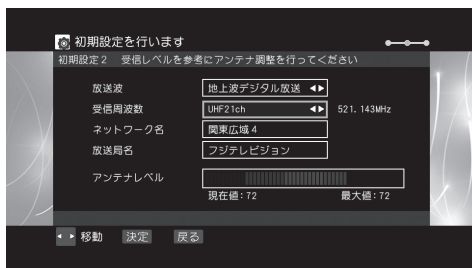 初期設定を行います
初期設定2 受信レベルを参考にアンテナ調整を行ってください
放送波 地上波デジタル放送
受信周波数 UHF21ch 521.143MHz
ネットワーク名 関東広域4
放送局名 フジテレビジョン
アンテナレベル
現在値:72 最大値:72
移動 決定 戻る